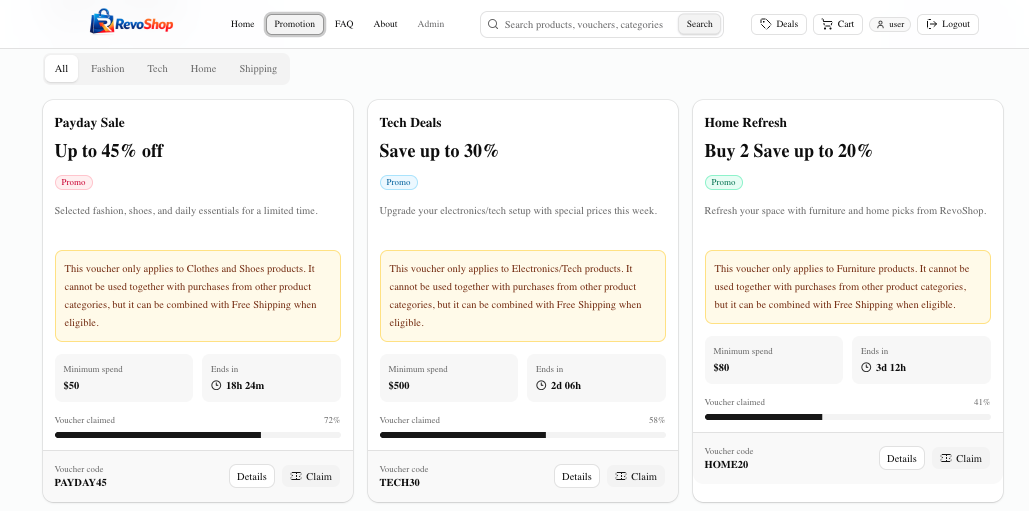 RevoShop
Home Promotion FAQ About Admin
Search products, vouchers, categories Search
Deals Cart user Logout
All Fashion Tech Home Shipping
Payday Sale
Up to 45% off
Promo
Selected fashion, shoes, and daily essentials for a limited time.
This voucher only applies to Clothes and Shoes products. It
cannot be used together with purchases from other product
categories, but it can be combined with Free Shipping when
eligible.
Minimum spend
$50
Ends in
18h 24m
Voucher claimed 72%
Voucher code
PAYDAY45
Details Claim
Tech Deals
Save up to 30%
Promo
Upgrade your electronics/tech setup with special prices this week.
This voucher only applies to Electronics/Tech products. It
cannot be used together with purchases from other product
categories, but it can be combined with Free Shipping when
eligible.
Minimum spend
$500
Ends in
2d 06h
Voucher claimed 58%
Voucher code
TECH30
Details Claim
Home Refresh
Buy 2 Save up to 20%
Promo
Refresh your space with furniture and home picks from RevoShop.
This voucher only applies to Furniture products. It cannot be
used together with purchases from other product categories,
but it can be combined with Free Shipping when eligible.
Minimum spend
$80
Ends in
3d 12h
Voucher claimed 41%
Voucher code
HOME20
Details Claim